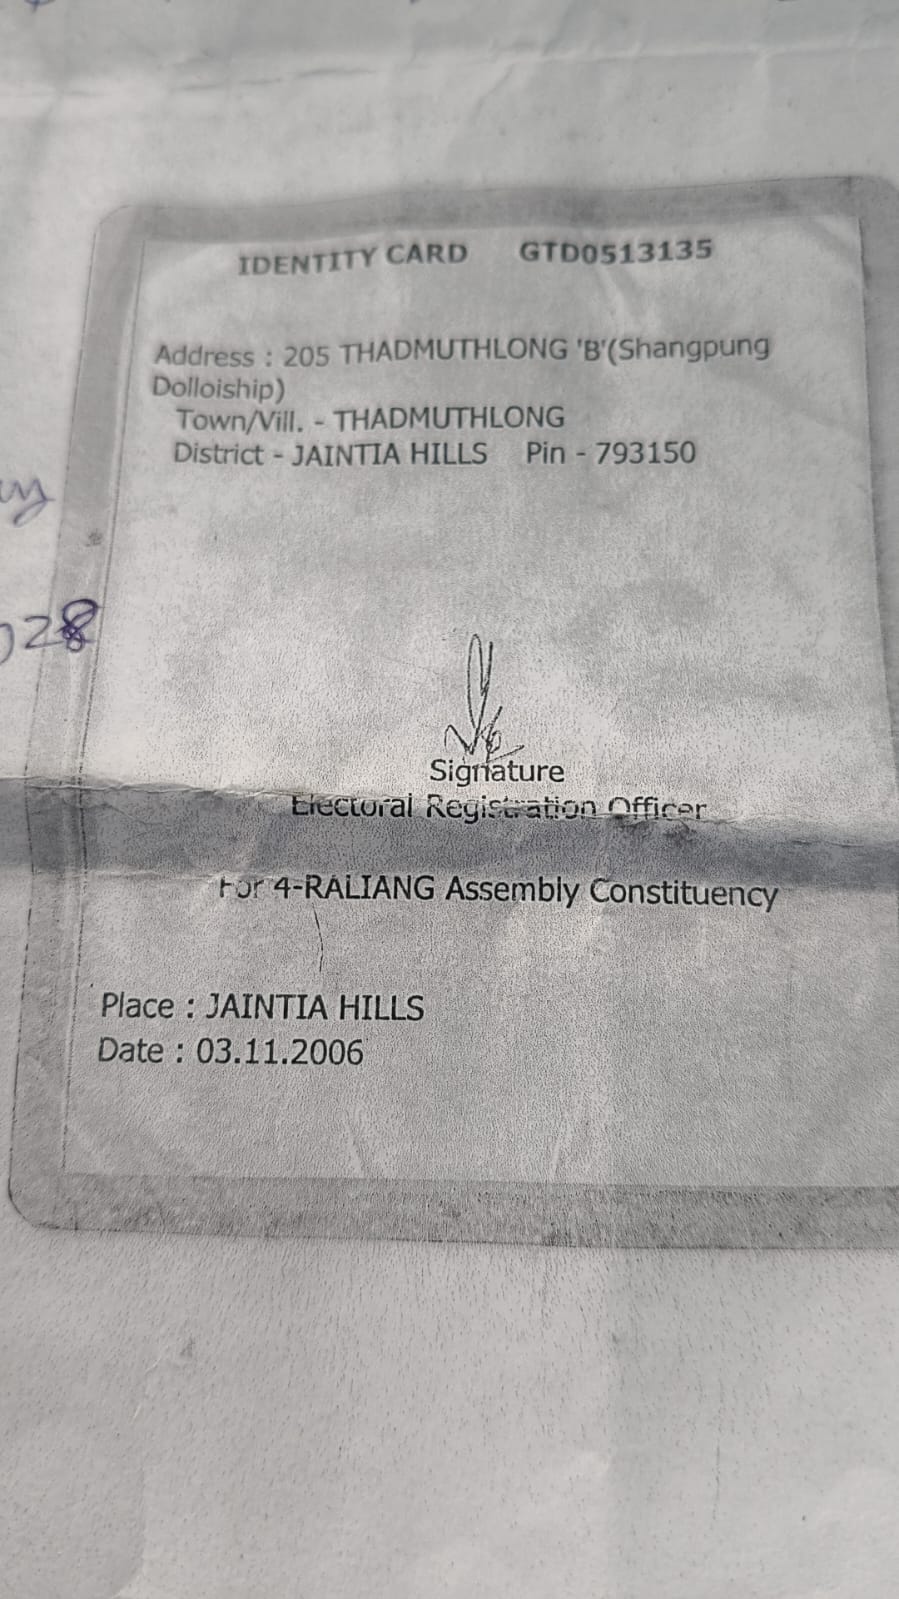 IDENTITY CARD GTD0513135
Address : 205 THADMUTHLONG 'B'(Shangpung
Dolloiship)
Town/Vill. - THADMUTHLONG
District - JAINTIA HILLS Pin - 793150
28
Signature
Electoral Registration Officer
For 4-RALIANG Assembly Constituency
Place : JAINTIA HILLS
Date : 03.11.2006